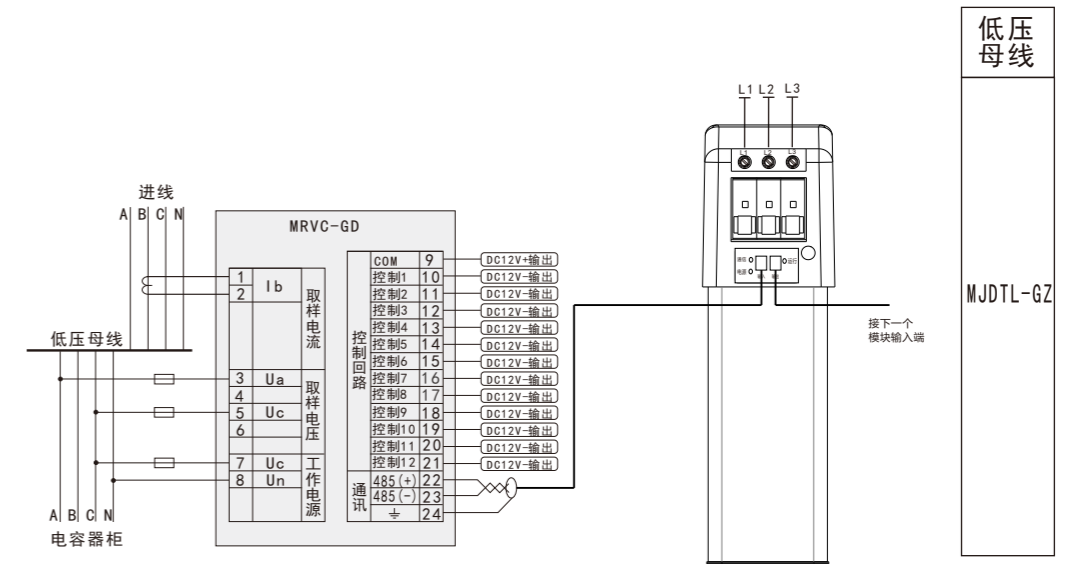 低压
母线
MJDTL-GZ
L1 L2 L3
L1 L2 L3
电源
运行
输入
接下一个
模块输入端
进线
A B C N
MRVC-GD
低压母线
1 Ib
2
取样电流
3 Ua
4
5 Uc
6
取样电压
7 Uc
8 Un
工作电源
A B C N
电容器柜
控制回路
COM 9 DC12V+输出
控制1 10 DC12V-输出
控制2 11 DC12V-输出
控制3 12 DC12V-输出
控制4 13 DC12V-输出
控制5 14 DC12V-输出
控制6 15 DC12V-输出
控制7 16 DC12V-输出
控制8 17 DC12V-输出
控制9 18 DC12V-输出
控制10 19 DC12V-输出
控制11 20 DC12V-输出
控制12 21 DC12V-输出
通讯
485(+) 22
485(-) 23
⏚ 24